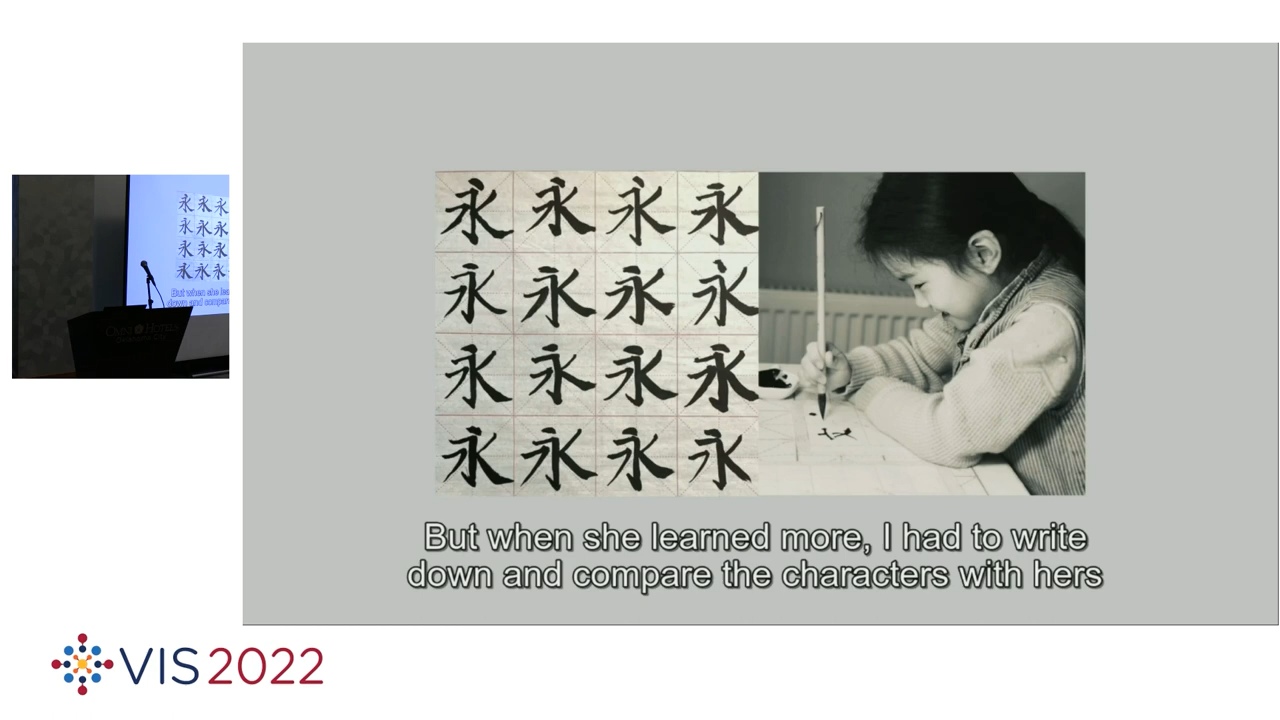 永永永永
永永永永
永永永永
永永永永
But when she learned more, I had to write
down and compare the characters with hers
VIS2022